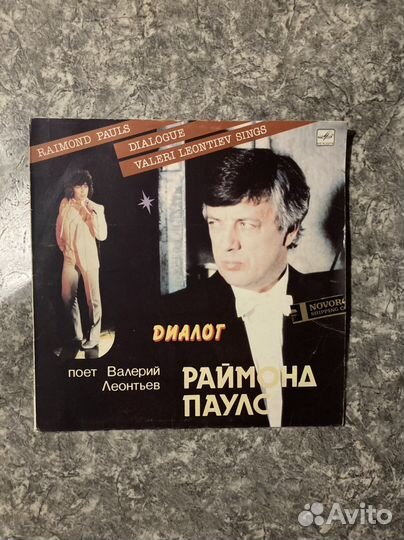 RAIMOND PAULS
DIALOGUE
VALERI LEONTIEV SINGS
NOVORO
SHIPPING C
ДИАЛОГ
поет Валерий
Леонтьев
РАЙМОНД
ПАУЛС
Avito